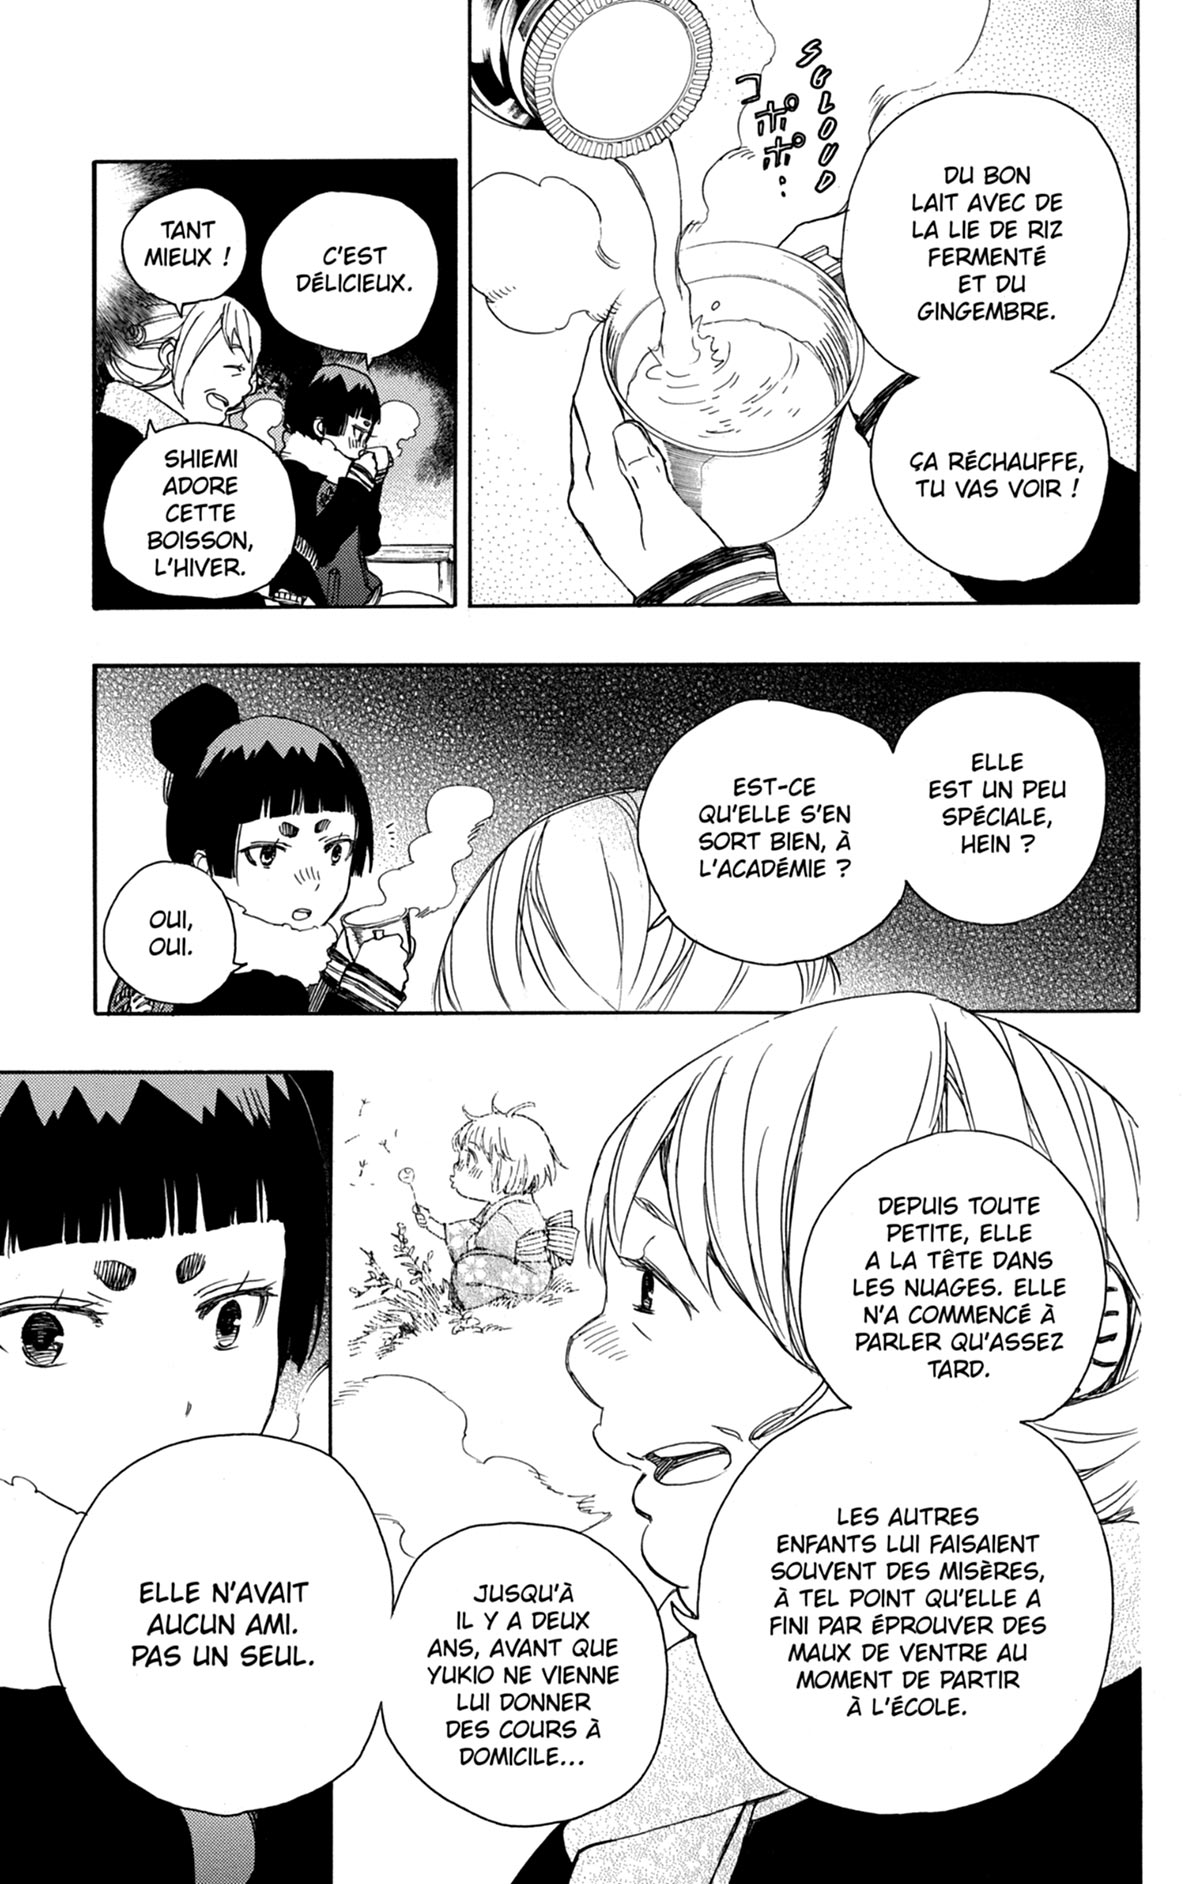 SGLOUD
コポポポ:
DU BON
LAIT AVEC DE
LA LIE DE RIZ
FERMENTÉ
ET DU
GINGEMBRE.
ÇA RÉCHAUFFE,
TU VAS VOIR !
C'EST
DÉLICIEUX.
TANT
MIEUX !
SHIEMI
ADORE
CETTE
BOISSON,
L'HIVER.
ELLE
EST UN PEU
SPÉCIALE,
HEIN ?
EST-CE
QU'ELLE S'EN
SORT BIEN, À
L'ACADÉMIE ?
OUI,
OUI.
DEPUIS TOUTE
PETITE, ELLE
A LA TÊTE DANS
LES NUAGES. ELLE
N'A COMMENCÉ À
PARLER QU'ASSEZ
TARD.
LES AUTRES
ENFANTS LUI FAISAIENT
SOUVENT DES MISÈRES,
À TEL POINT QU'ELLE A
FINI PAR ÉPROUVER DES
MAUX DE VENTRE AU
MOMENT DE PARTIR
À L'ÉCOLE.
JUSQU'À
IL Y A DEUX
ANS, AVANT QUE
YUKIO NE VIENNE
LUI DONNER
DES COURS À
DOMICILE...
ELLE N'AVAIT
AUCUN AMI.
PAS UN SEUL.